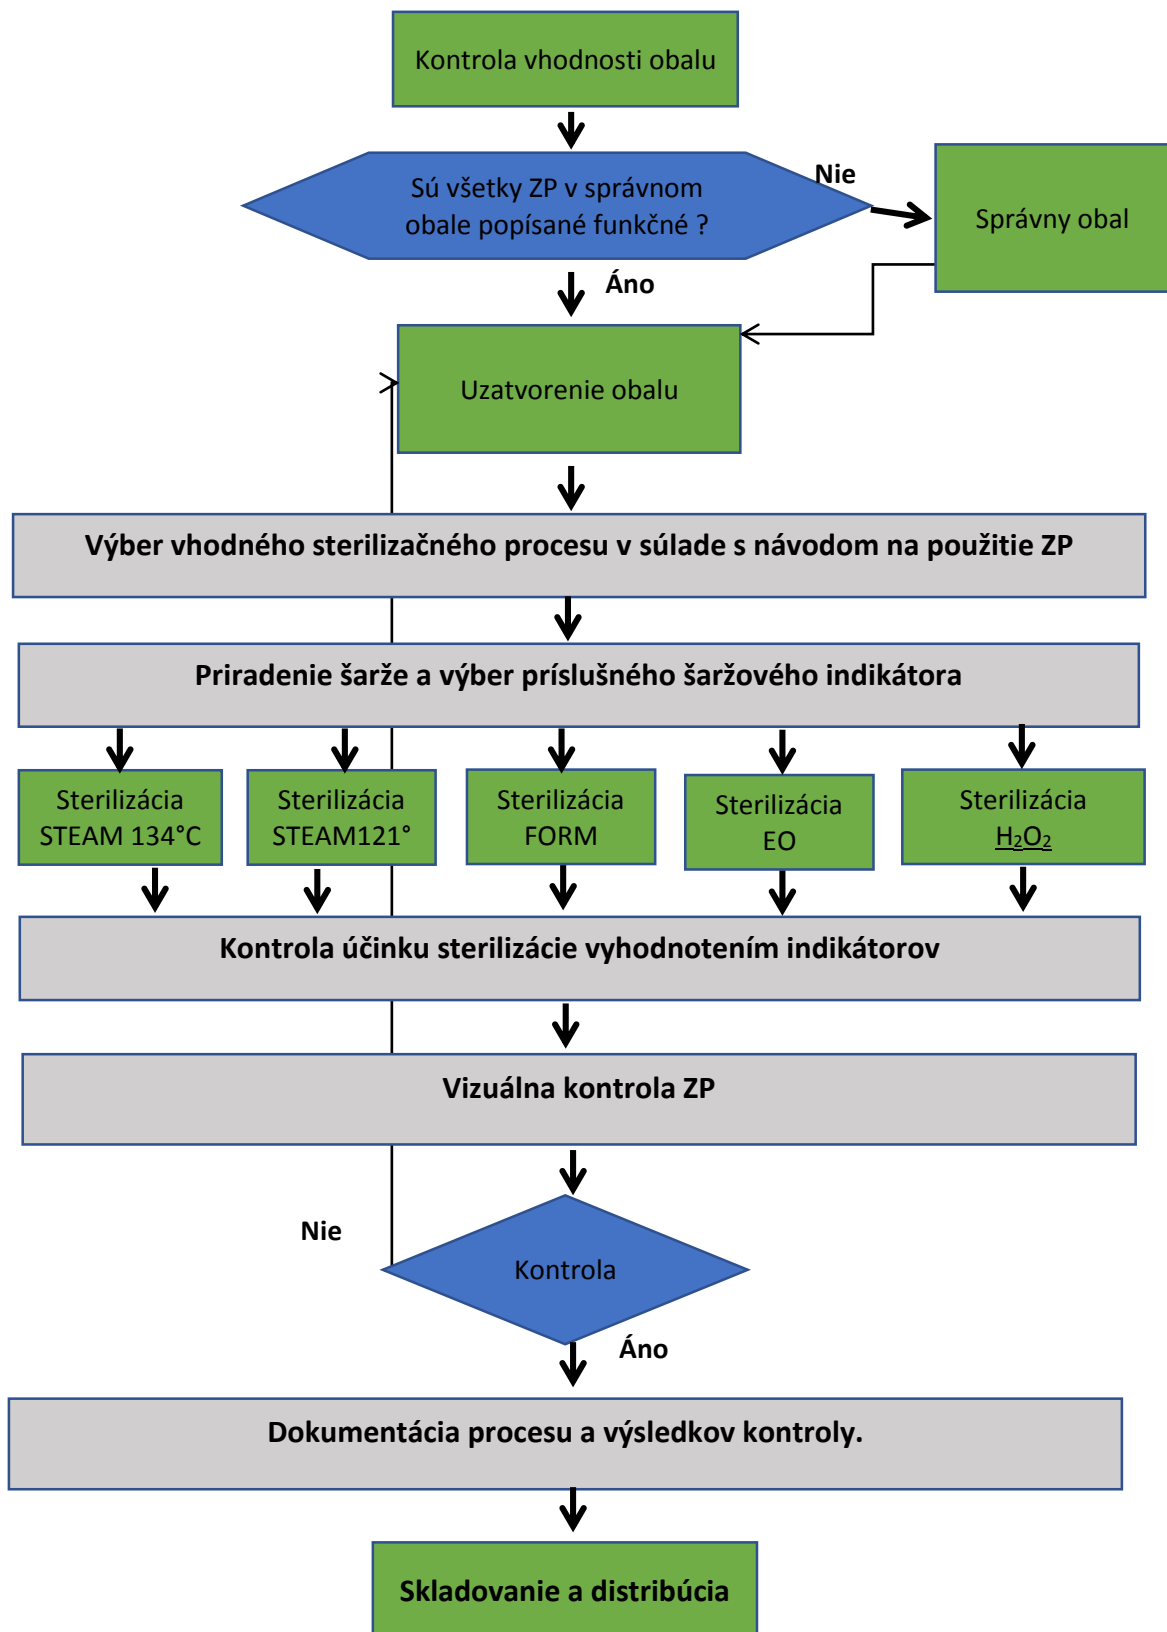 Kontrola vhodnosti obalu
Sú všetky ZP v správnom
obale popísané funkčné ?
Nie
Správny obal
Áno
Uzatvorenie obalu
Výber vhodného sterilizačného procesu v súlade s návodom na použitie ZP
Priradenie šarže a výber príslušného šaržového indikátora
Sterilizácia
STEAM 134°C
Sterilizácia
STEAM121°
Sterilizácia
FORM
Sterilizácia
EO
Sterilizácia
H₂O₂
Kontrola účinku sterilizácie vyhodnotením indikátorov
Vizuálna kontrola ZP
Nie
Kontrola
Áno
Dokumentácia procesu a výsledkov kontroly.
Skladovanie a distribúcia